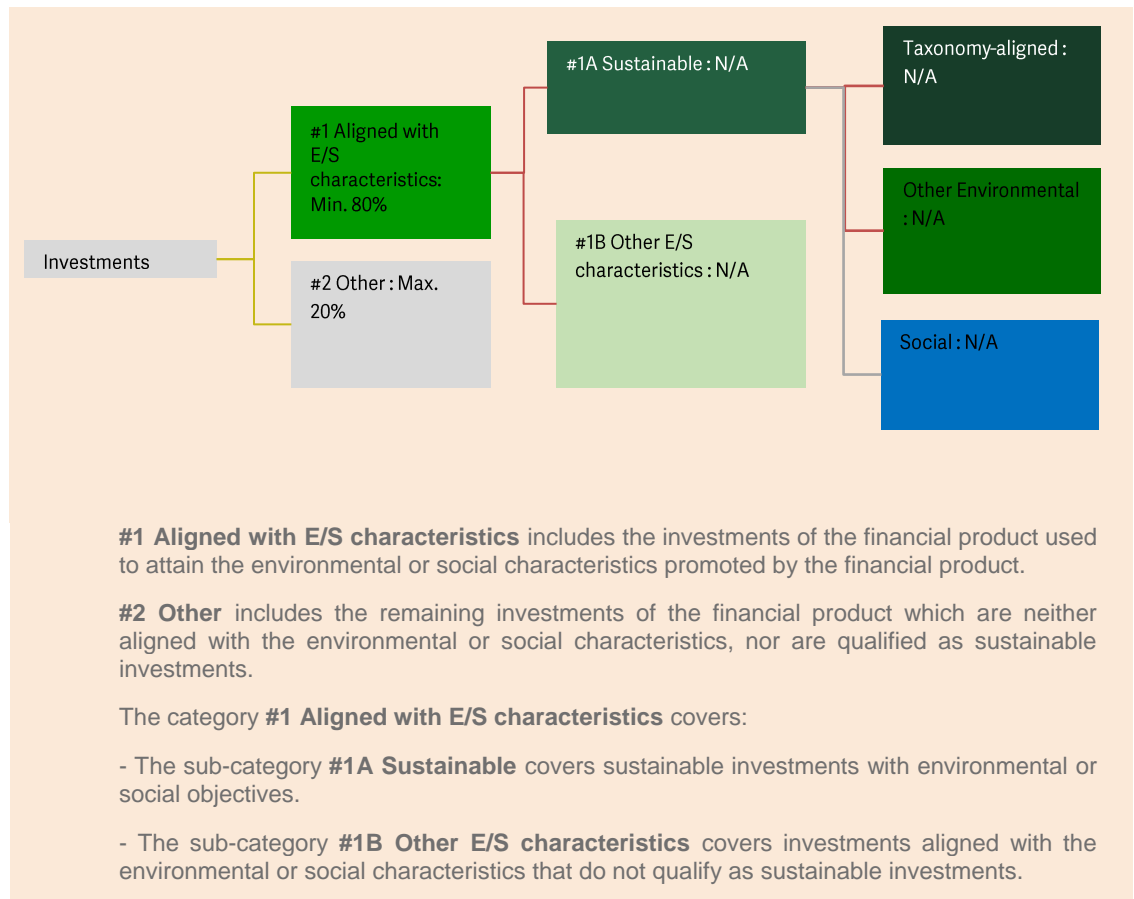 Investments
#1 Aligned with
E/S
characteristics:
Min. 80%
#2 Other : Max.
20%
#1A Sustainable : N/A
#1B Other E/S
characteristics : N/A
Taxonomy-aligned :
N/A
Other Environmental
: N/A
Social : N/A
#1 Aligned with E/S characteristics includes the investments of the financial product used
to attain the environmental or social characteristics promoted by the financial product.
#2 Other includes the remaining investments of the financial product which are neither
aligned with the environmental or social characteristics, nor are qualified as sustainable
investments.
The category #1 Aligned with E/S characteristics covers:
- The sub-category #1A Sustainable covers sustainable investments with environmental or
social objectives.
- The sub-category #1B Other E/S characteristics covers investments aligned with the
environmental or social characteristics that do not qualify as sustainable investments.